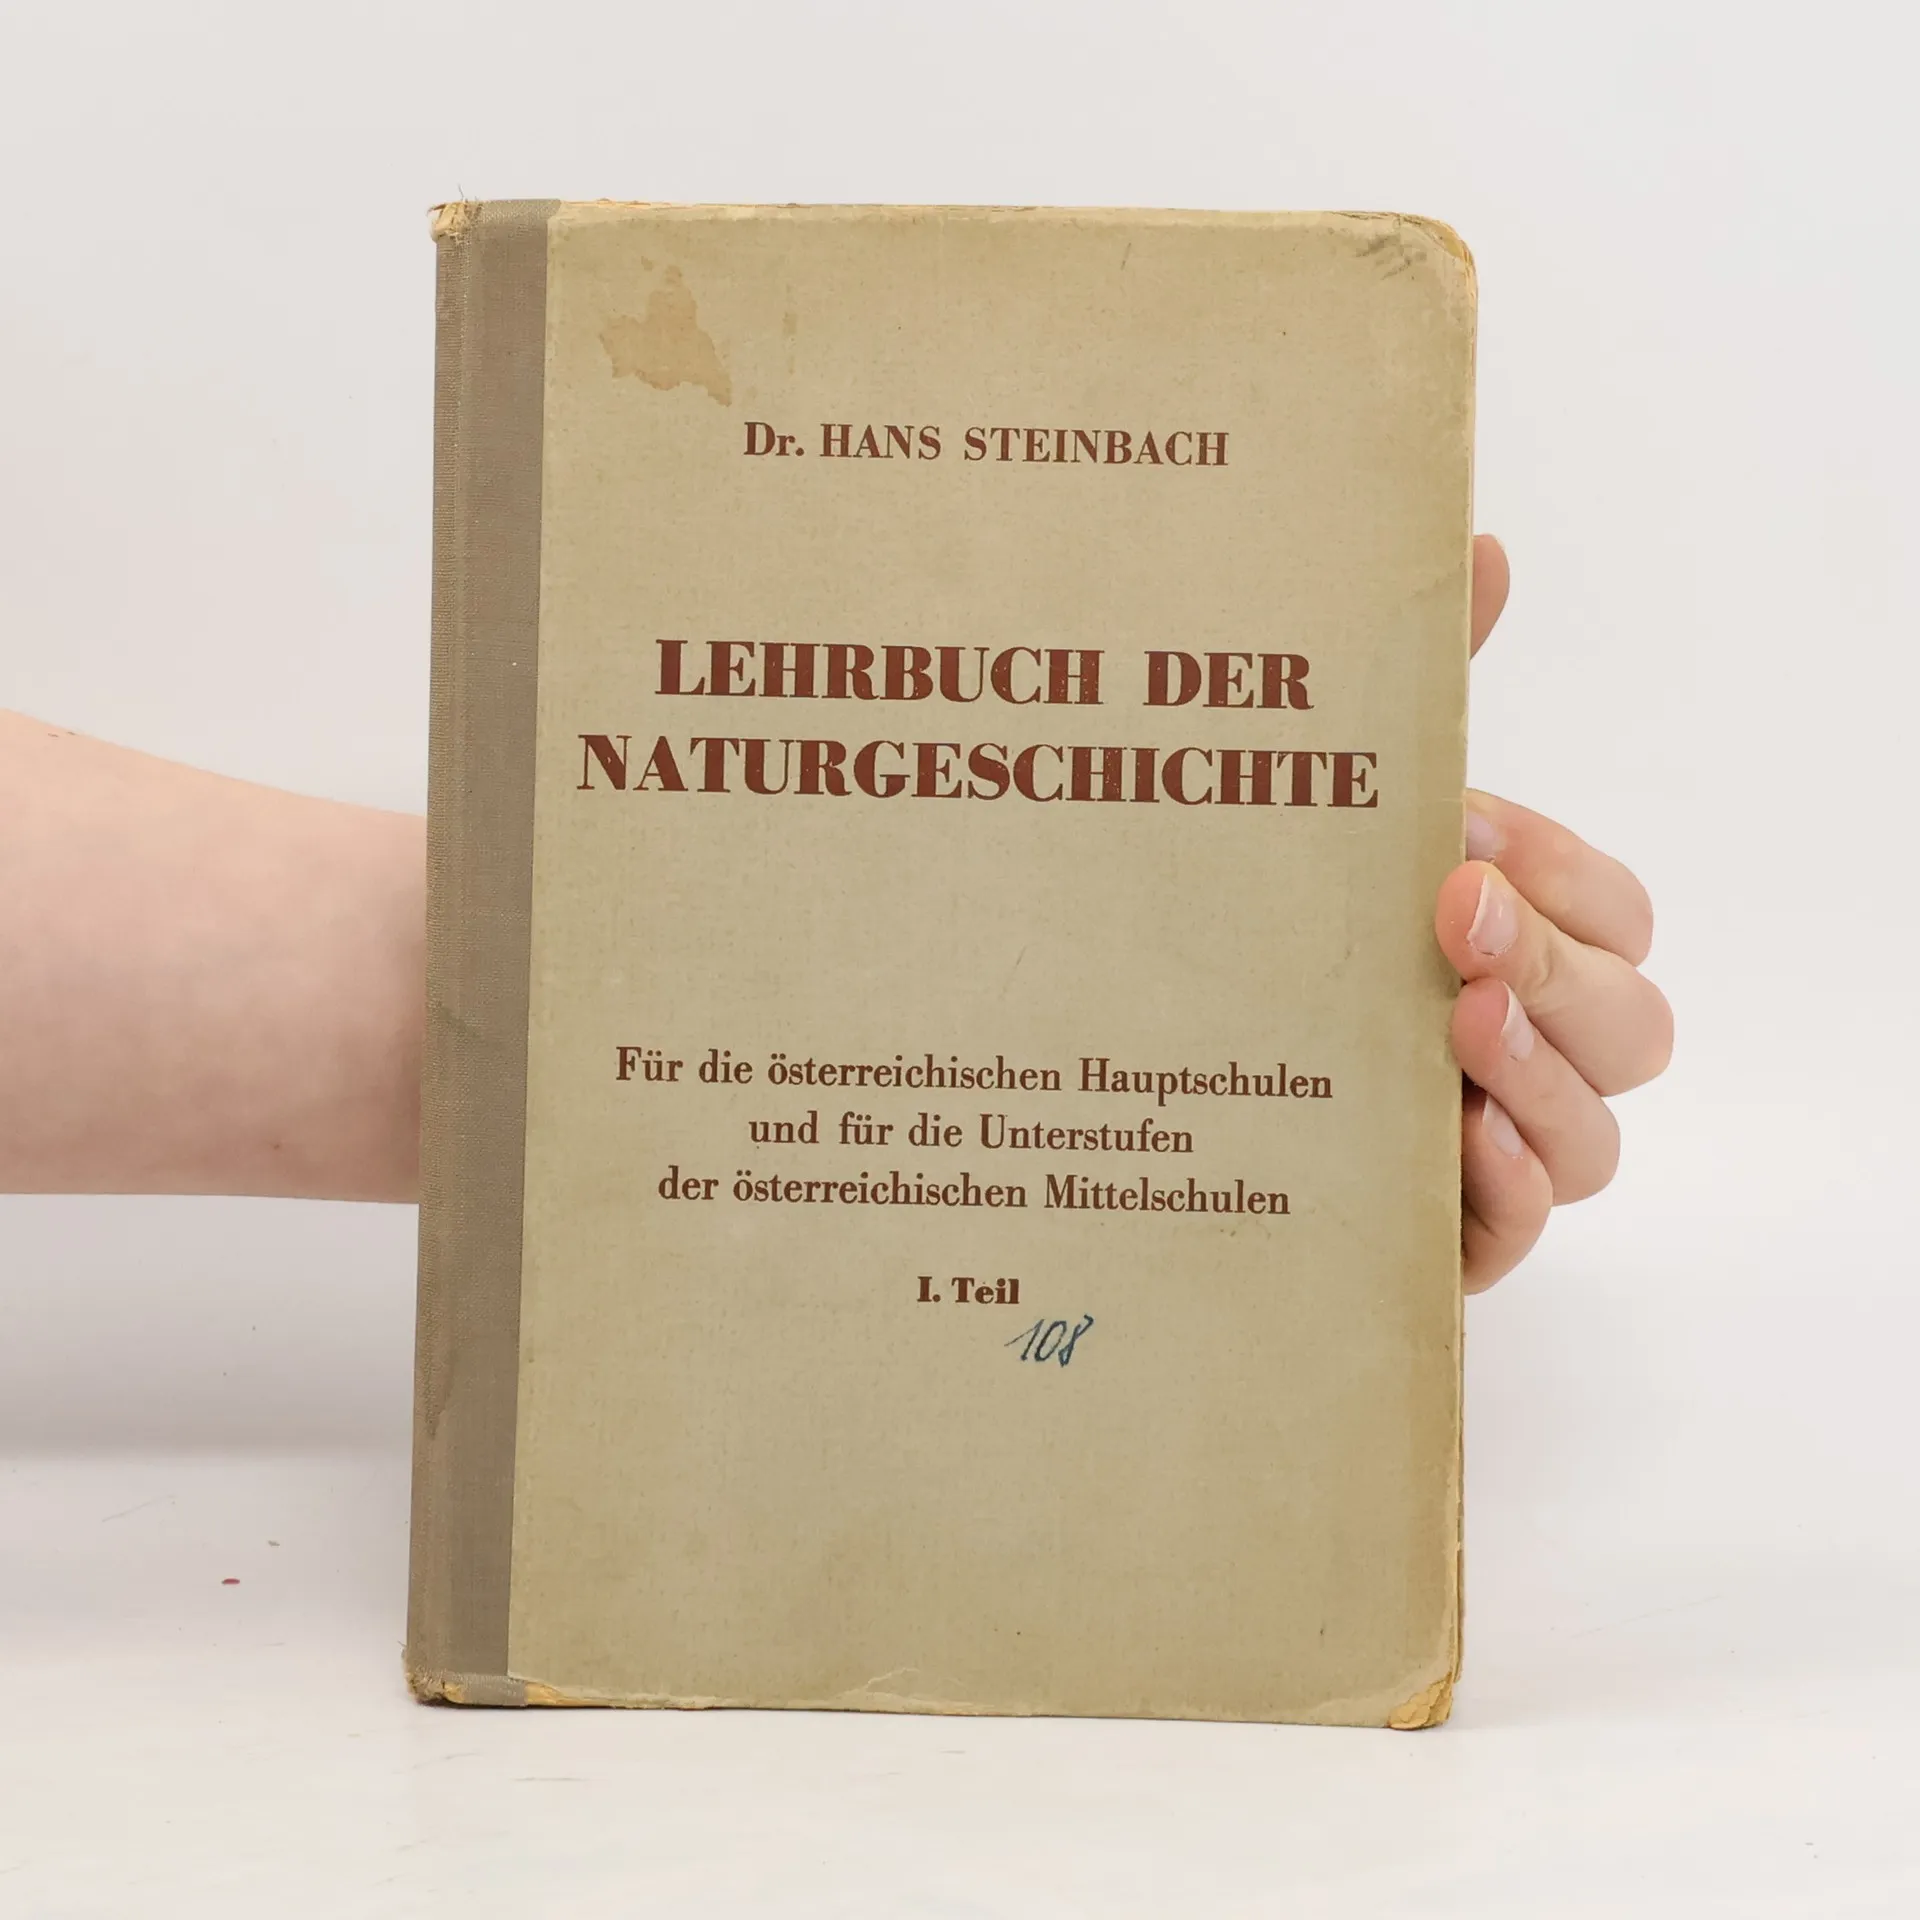 Dr. HANS STEINBACH
LEHRBUCH DER
NATURGESCHICHTE
Für die österreichischen Hauptschulen
und für die Unterstufen
der österreichischen Mittelschulen
I. Teil
108